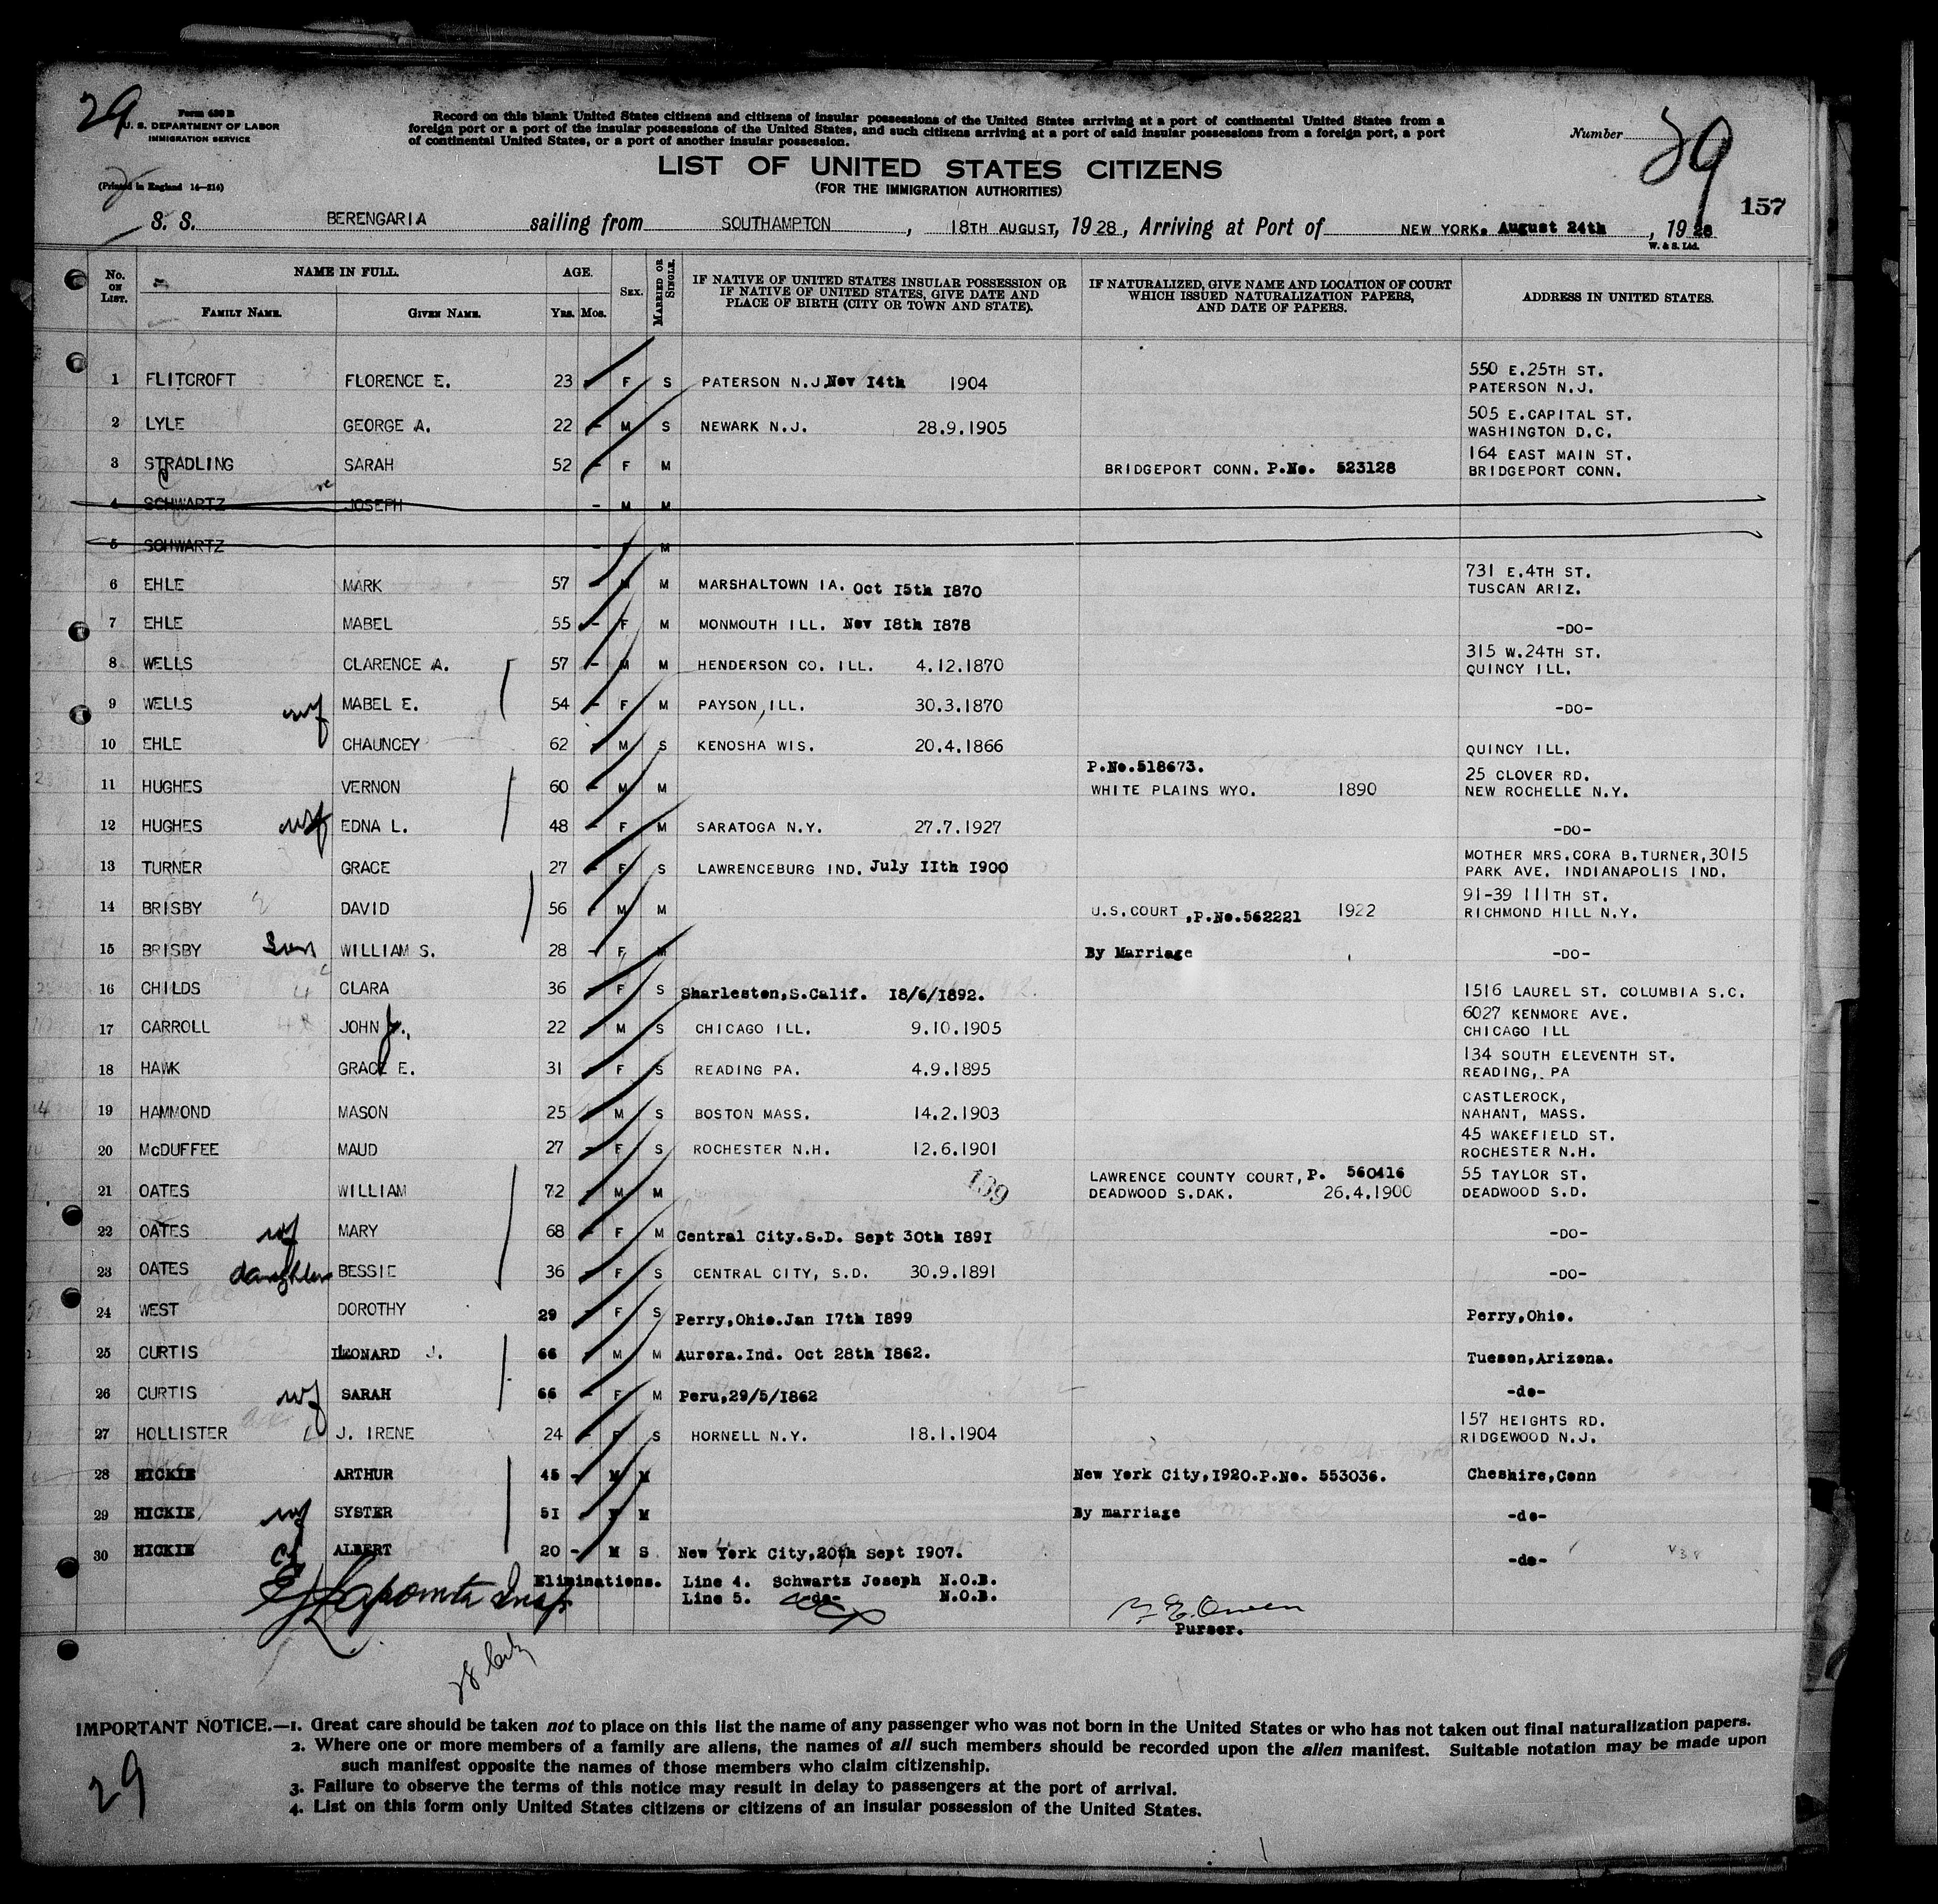 29
Form 630 B
U. S. DEPARTMENT OF LABOR
IMMIGRATION SERVICE
(Printed in England 14—214)
Record on this blank United States citizens and citizens of insular possessions of the United States arriving at a port of continental United States from a
foreign port or a port of the insular possessions of the United States, and such citizens arriving at a port of said insular possessions from a foreign port, a port
of continental United States, or a port of another insular possession.
Number 29
LIST OF UNITED STATES CITIZENS
(FOR THE IMMIGRATION AUTHORITIES)
157
S. S. BERENGARIA sailing from SOUTHAMPTON, 18TH AUGUST, 1928, Arriving at Port of NEW YORK. August 24th, 1928
W. & S. Ltd.
No. ON LIST. NAME IN FULL. AGE. SEX. MARRIED OR SINGLE. IF NATIVE OF UNITED STATES INSULAR POSSESSION OR IF NATIVE OF UNITED STATES, GIVE DATE AND PLACE OF BIRTH (CITY OR TOWN AND STATE). IF NATURALIZED, GIVE NAME AND LOCATION OF COURT WHICH ISSUED NATURALIZATION PAPERS, AND DATE OF PAPERS. ADDRESS IN UNITED STATES.
FAMILY NAME. GIVEN NAME. Yrs. Mos.
1 FLITCROFT FLORENCE E. 23 - F S PATERSON N.J. Nov 14th 1904 550 E.25TH ST. PATERSON N.J.
2 LYLE GEORGE A. 22 - M S NEWARK N.J. 28.9.1905 505 E.CAPITAL ST. WASHINGTON D.C.
3 STRADLING SARAH 52 - F M BRIDGEPORT CONN. P.No. 523128 164 EAST MAIN ST. BRIDGEPORT CONN.
4 SCHWARTZ JOSEPH - M M
5 SCHWARTZ - F M
6 EHLE MARK 57 - M M MARSHALTOWN IA. Oct 15th 1870 731 E.4TH ST. TUSCAN ARIZ.
7 EHLE MABEL 55 - F M MONMOUTH ILL. Nov 18th 1878 -DO-
8 WELLS CLARENCE A. 57 - M M HENDERSON CO. ILL. 4.12.1870 315 W.24TH ST. QUINCY ILL.
9 WELLS wf MABEL E. 54 - F M PAYSON, ILL. 30.3.1870 -DO-
10 EHLE CHAUNCEY 62 - M S KENOSHA WIS. 20.4.1866 QUINCY ILL.
11 HUGHES VERNON 60 - M M P.No.518673. WHITE PLAINS WYO. 1890 25 CLOVER RD. NEW ROCHELLE N.Y.
12 HUGHES wf EDNA L. 48 - F M SARATOGA N.Y. 27.7.1927 -DO-
13 TURNER GRACE 27 - F S LAWRENCEBURG IND. July 11th 1900 MOTHER MRS.CORA B.TURNER,3015 PARK AVE. INDIANAPOLIS IND.
14 BRISBY DAVID 56 - M M U.S.COURT ,P.No.562221 1922 91-39 111TH ST. RICHMOND HILL N.Y.
15 BRISBY Son WILLIAM S. 28 - F M By Marriage -DO-
16 CHILDS CLARA 36 - F S Sharleston,S.Calif. 18/6/1892. 1516 LAUREL ST. COLUMBIA S.C.
17 CARROLL JOHN J., 22 - M S CHICAGO ILL. 9.10.1905 6027 KENMORE AVE. CHICAGO ILL
18 HAWK GRACE E. 31 - F S READING PA. 4.9.1895 134 SOUTH ELEVENTH ST. READING, PA
19 HAMMOND MASON 25 - M S BOSTON MASS. 14.2.1903 CASTLEROCK, NAHANT, MASS.
20 McDUFFEE MAUD 27 - F S ROCHESTER N.H. 12.6.1901 45 WAKEFIELD ST. ROCHESTER N.H.
21 OATES WILLIAM 72 - M M 139 LAWRENCE COUNTY COURT, P. 560416 DEADWOOD S.DAK. 26.4.1900 55 TAYLOR ST. DEADWOOD S.D.
22 OATES wf MARY 68 - F M Central City.S.D. Sept 30th 1891 -DO-
23 OATES daughter BESSIE 36 - F S CENTRAL CITY, S.D. 30.9.1891 -DO-
24 WEST DOROTHY 29 - F S Perry,Ohio.Jan 17th 1899 Perry,Ohio.
25 CURTIS LEONARD J. 66 - M M Aurora.Ind. Oct 28th 1862. Tucson,Arizona.
26 CURTIS wf SARAH 66 - F M Peru,29/5/1862 -do-
27 HOLLISTER J. IRENE 24 - F S HORNELL N.Y. 18.1.1904 157 HEIGHTS RD. RIDGEWOOD N.J.
28 HICKIE ARTHUR 45 - M M New York City,1920.P.No. 553036. Cheshire,Conn
29 HICKIE wf SYSTER 51 - F M By marriage -do-
30 HICKIE ALBERT 20 - M S New York City,20th Sept 1907. -do-
Eliminations. Line 4. Schwartz Joseph N.O.B.
Line 5. -do- N.O.B.
Insp
Owen
Purser.
IMPORTANT NOTICE.—1. Great care should be taken not to place on this list the name of any passenger who was not born in the United States or who has not taken out final naturalization papers.
2. Where one or more members of a family are aliens, the names of all such members should be recorded upon the alien manifest. Suitable notation may be made upon
such manifest opposite the names of those members who claim citizenship.
3. Failure to observe the terms of this notice may result in delay to passengers at the port of arrival.
4. List on this form only United States citizens or citizens of an insular possession of the United States.
29